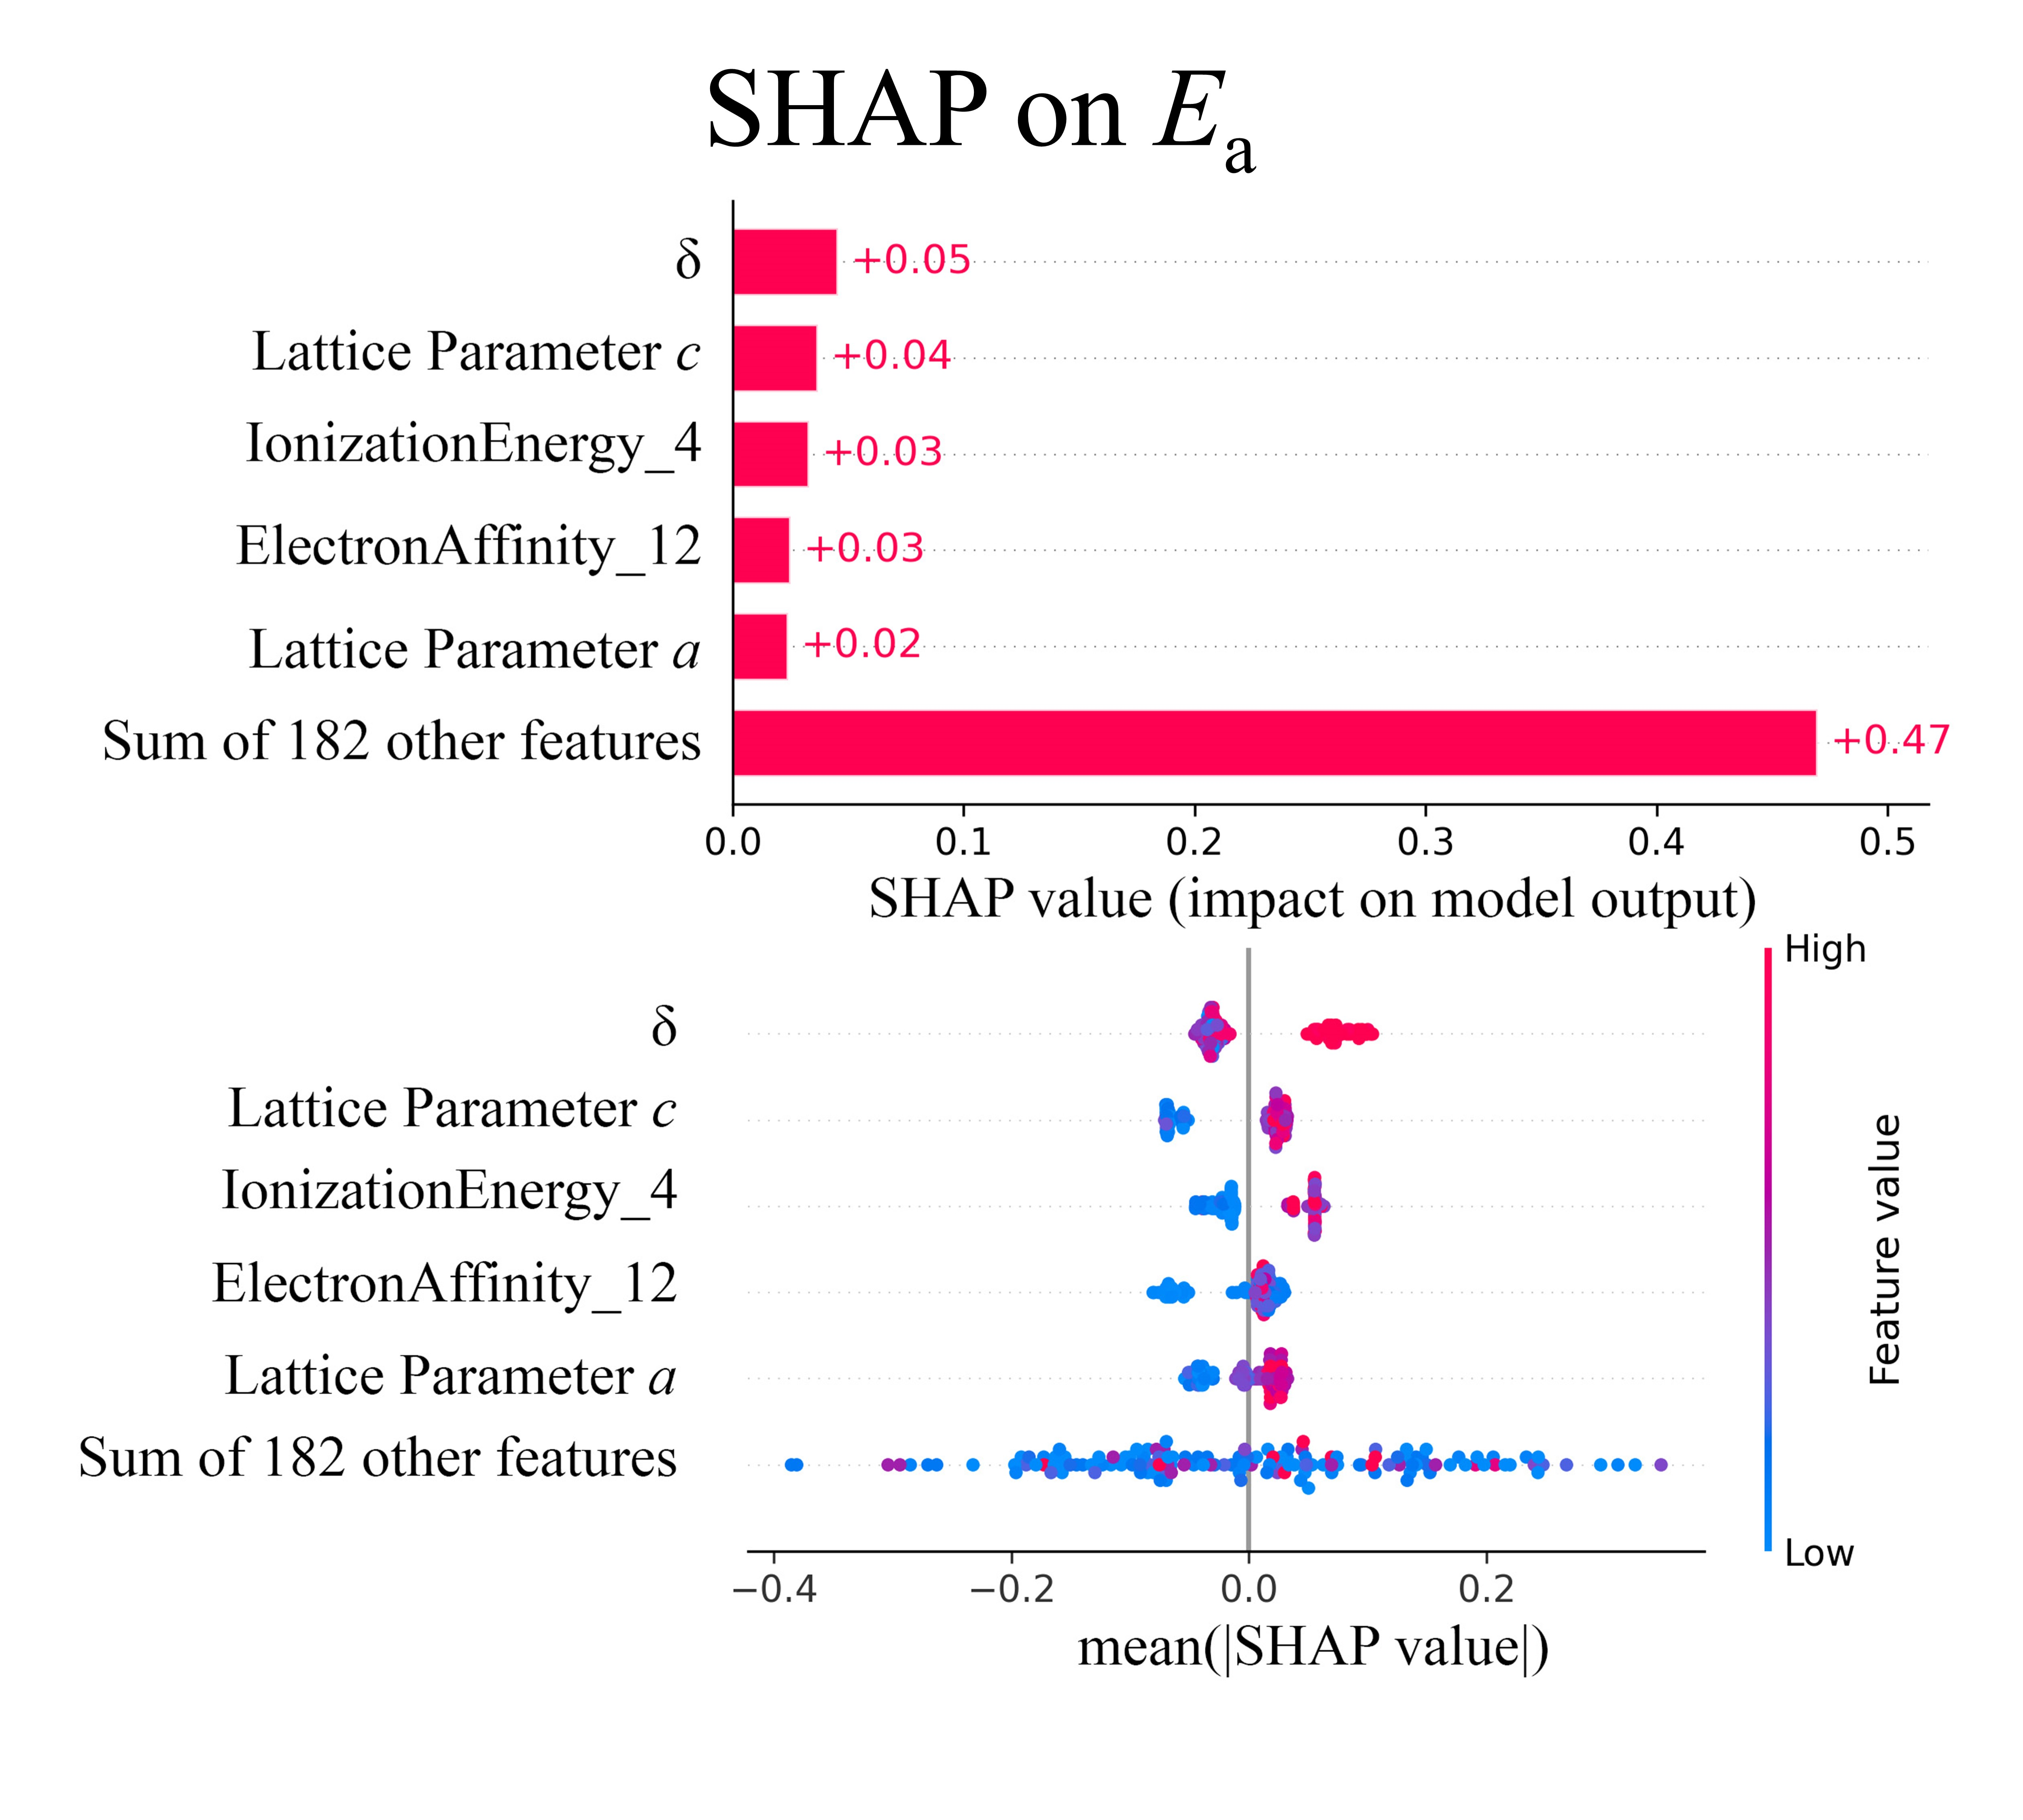 SHAP on Ea
δ
+0.05
Lattice Parameter c
+0.04
IonizationEnergy_4
+0.03
ElectronAffinity_12
+0.03
Lattice Parameter a
+0.02
Sum of 182 other features
+0.47
0.0 0.1 0.2 0.3 0.4 0.5
SHAP value (impact on model output)
High
δ
Lattice Parameter c
IonizationEnergy_4
ElectronAffinity_12
Lattice Parameter a
Sum of 182 other features
Feature value
Low
−0.4 −0.2 0.0 0.2
mean(|SHAP value|)